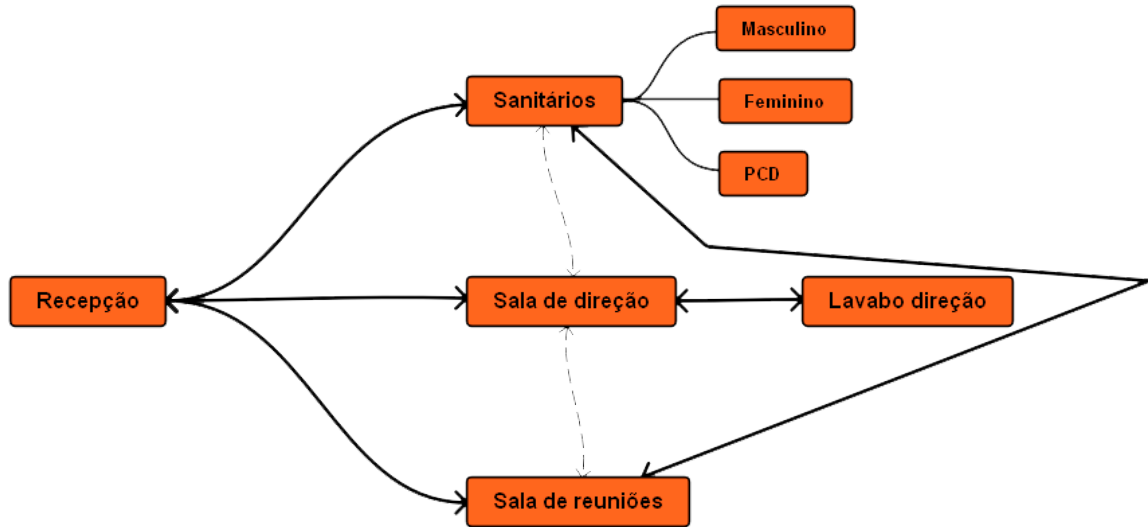 Masculino
Sanitários
Feminino
PCD
Recepção
Sala de direção
Lavabo direção
Sala de reuniões